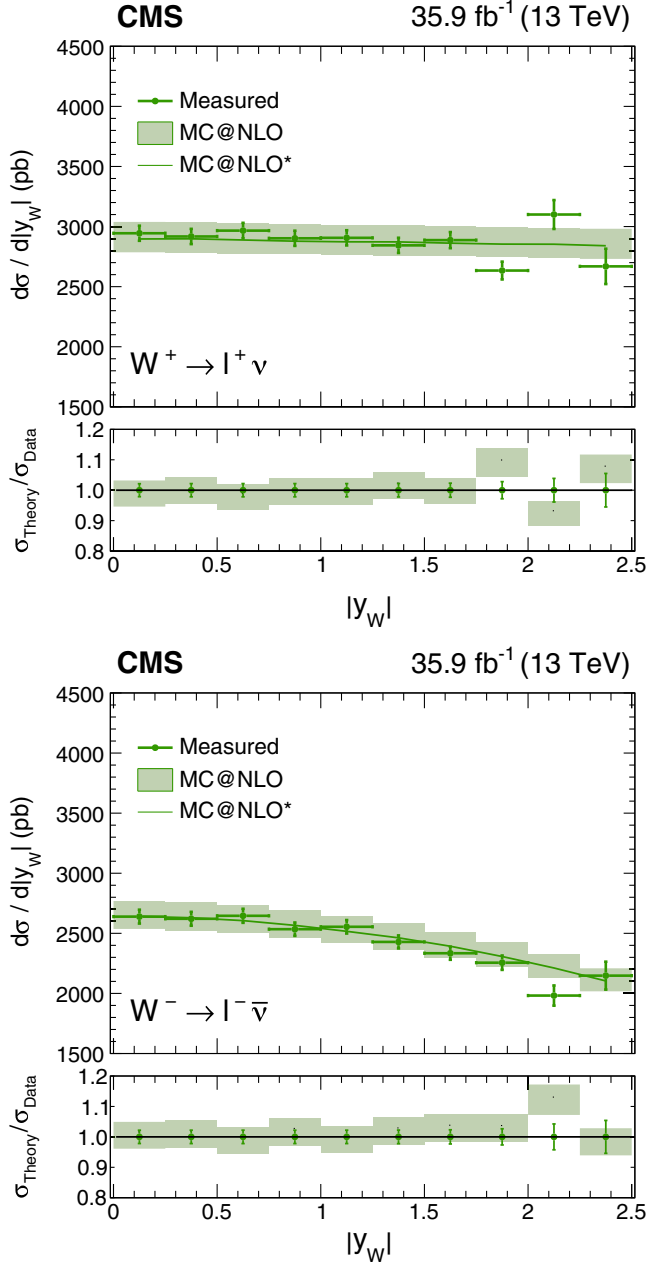 CMS 35.9 fb⁻¹ (13 TeV)
4500
4000
3500
3000
2500
2000
1500
dσ / d|y_W| (pb)
Measured
MC@NLO
MC@NLO*
W⁺ → l⁺ ν
1.2
1.1
1.0
0.9
0.8
σ_Theory/σ_Data
0 0.5 1 1.5 2 2.5
|y_W|
CMS 35.9 fb⁻¹ (13 TeV)
4500
4000
3500
3000
2500
2000
1500
dσ / d|y_W| (pb)
Measured
MC@NLO
MC@NLO*
W⁻ → l⁻ ν̅
1.2
1.1
1.0
0.9
0.8
σ_Theory/σ_Data
0 0.5 1 1.5 2 2.5
|y_W|